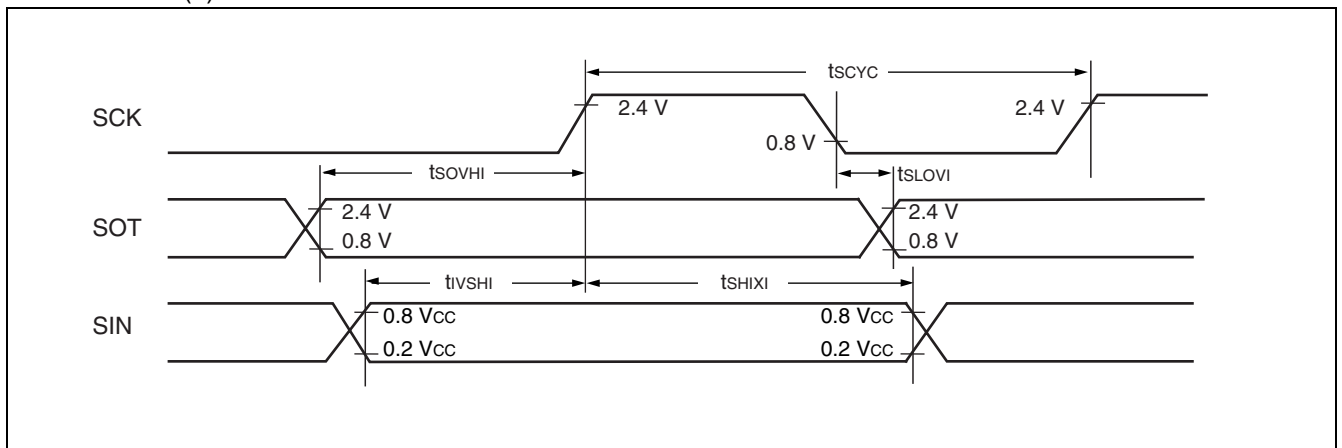 (
tSCYC
SCK
2.4 V
2.4 V
0.8 V
tSOVHI
tSLOVI
SOT
2.4 V
2.4 V
0.8 V
0.8 V
tIVSHI
tSHIXI
SIN
0.8 VCC
0.8 VCC
0.2 VCC
0.2 VCC